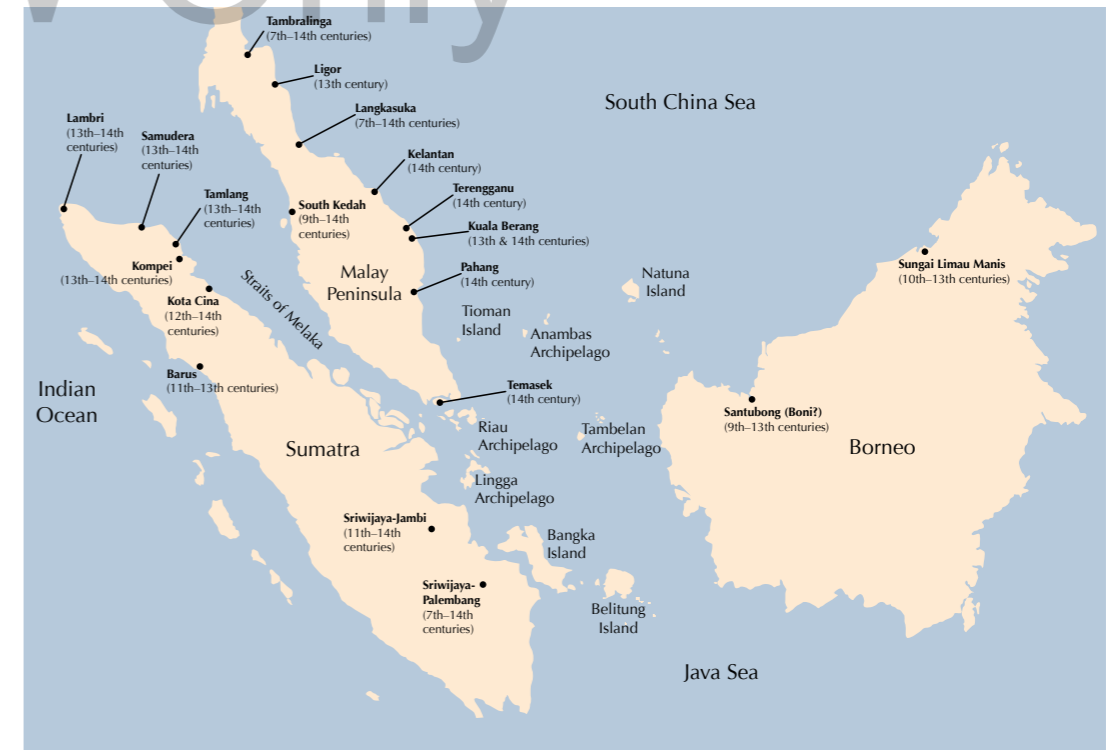 Only
Tambralinga
(7th–14th centuries)
Ligor
(13th century)
Langkasuka
(7th–14th centuries)
Kelantan
(14th century)
Terengganu
(14th century)
Kuala Berang
(13th & 14th centuries)
Pahang
(14th century)
South China Sea
Lambri
(13th–14th
centuries)
Samudera
(13th–14th
centuries)
Tamlang
(13th–14th
centuries)
South Kedah
(9th–14th
centuries)
Kompei
(13th–14th centuries)
Kota Cina
(12th–14th
centuries)
Straits of Melaka
Malay
Peninsula
Natuna
Island
Tioman
Island
Anambas
Archipelago
Sungai Limau Manis
(10th–13th centuries)
Barus
(11th–13th centuries)
Indian
Ocean
Temasek
(14th century)
Santubong (Boni?)
(9th–13th centuries)
Sumatra
Riau
Archipelago
Tambelan
Archipelago
Borneo
Lingga
Archipelago
Sriwijaya-Jambi
(11th–14th
centuries)
Bangka
Island
Sriwijaya-
Palembang
(7th–14th
centuries)
Belitung
Island
Java Sea